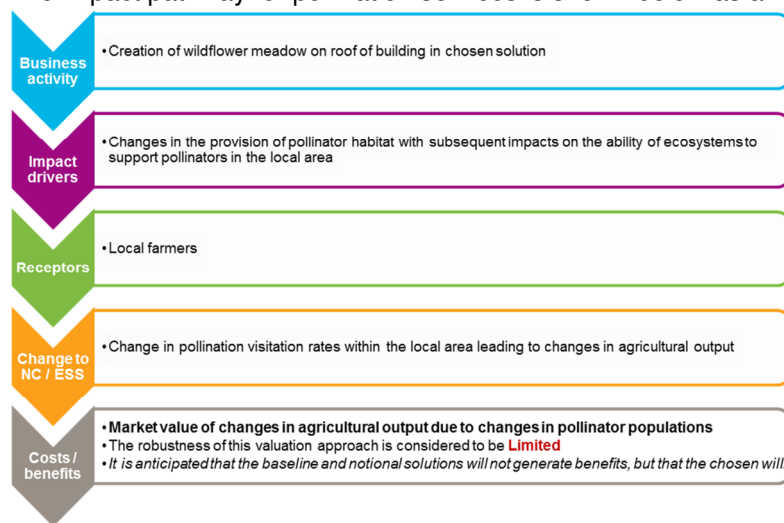 Business
activity
• Creation of wildflower meadow on roof of building in chosen solution
Impact
drivers
• Changes in the provision of pollinator habitat with subsequent impacts on the ability of ecosystems to
support pollinators in the local area
Receptors
• Local farmers
Change to
NC / ESS
• Change in pollination visitation rates within the local area leading to changes in agricultural output
Costs /
benefits
• Market value of changes in agricultural output due to changes in pollinator populations
• The robustness of this valuation approach is considered to be Limited
• It is anticipated that the baseline and notional solutions will not generate benefits, but that the chosen will